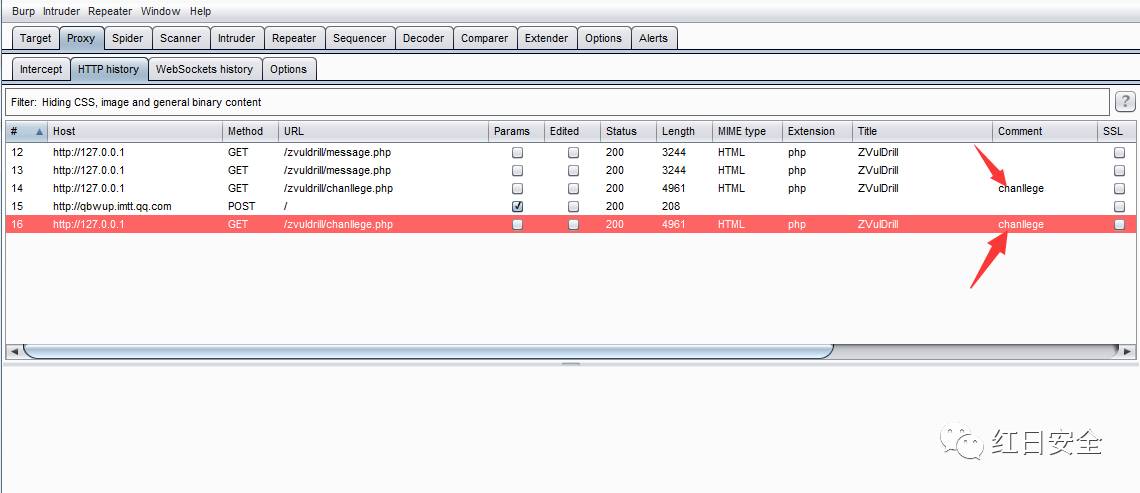 Burp Intruder Repeater Window Help
Target Proxy Spider Scanner Intruder Repeater Sequencer Decoder Comparer Extender Options Alerts
Intercept HTTP history WebSockets history Options
Filter: Hiding CSS, image and general binary content ?
# Host Method URL Params Edited Status Length MIME type Extension Title Comment SSL
12 http://127.0.0.1 GET /zvuldrill/message.php 200 3244 HTML php ZVulDrill
13 http://127.0.0.1 GET /zvuldrill/message.php 200 3244 HTML php ZVulDrill
14 http://127.0.0.1 GET /zvuldrill/chanllege.php 200 4961 HTML php ZVulDrill chanllege
15 http://qbwup.imtt.qq.com POST / 200 208
16 http://127.0.0.1 GET /zvuldrill/chanllege.php 200 4961 HTML php ZVulDrill chanllege
红日安全